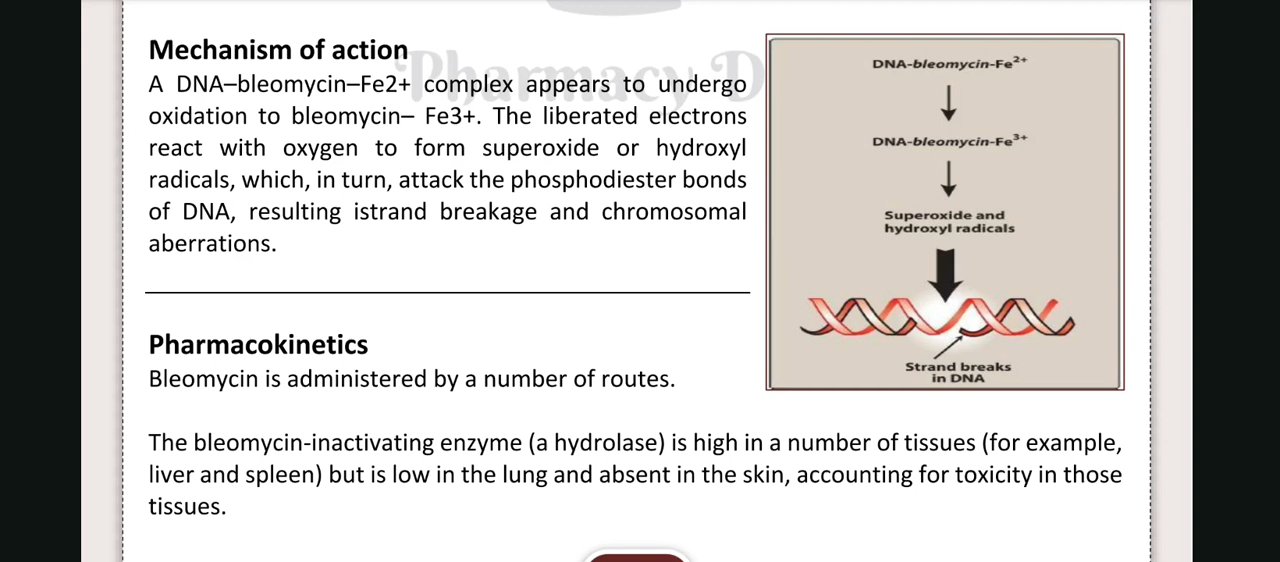 Pharmacy D
Mechanism of action
A DNA–bleomycin–Fe2+ complex appears to undergo
oxidation to bleomycin– Fe3+. The liberated electrons
react with oxygen to form superoxide or hydroxyl
radicals, which, in turn, attack the phosphodiester bonds
of DNA, resulting istrand breakage and chromosomal
aberrations.
DNA-bleomycin-Fe²⁺
DNA-bleomycin-Fe³⁺
Superoxide and
hydroxyl radicals
Strand breaks
in DNA
Pharmacokinetics
Bleomycin is administered by a number of routes.
The bleomycin-inactivating enzyme (a hydrolase) is high in a number of tissues (for example,
liver and spleen) but is low in the lung and absent in the skin, accounting for toxicity in those
tissues.